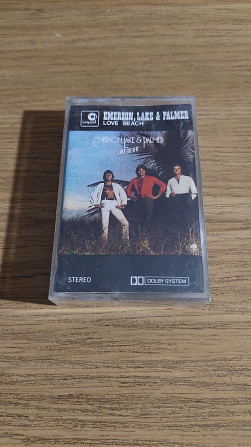 EMERSON, LAKE & PALMER
LOVE BEACH
EMERSON, LAKE & PALMER
STEREO
DOLBY SYSTEM